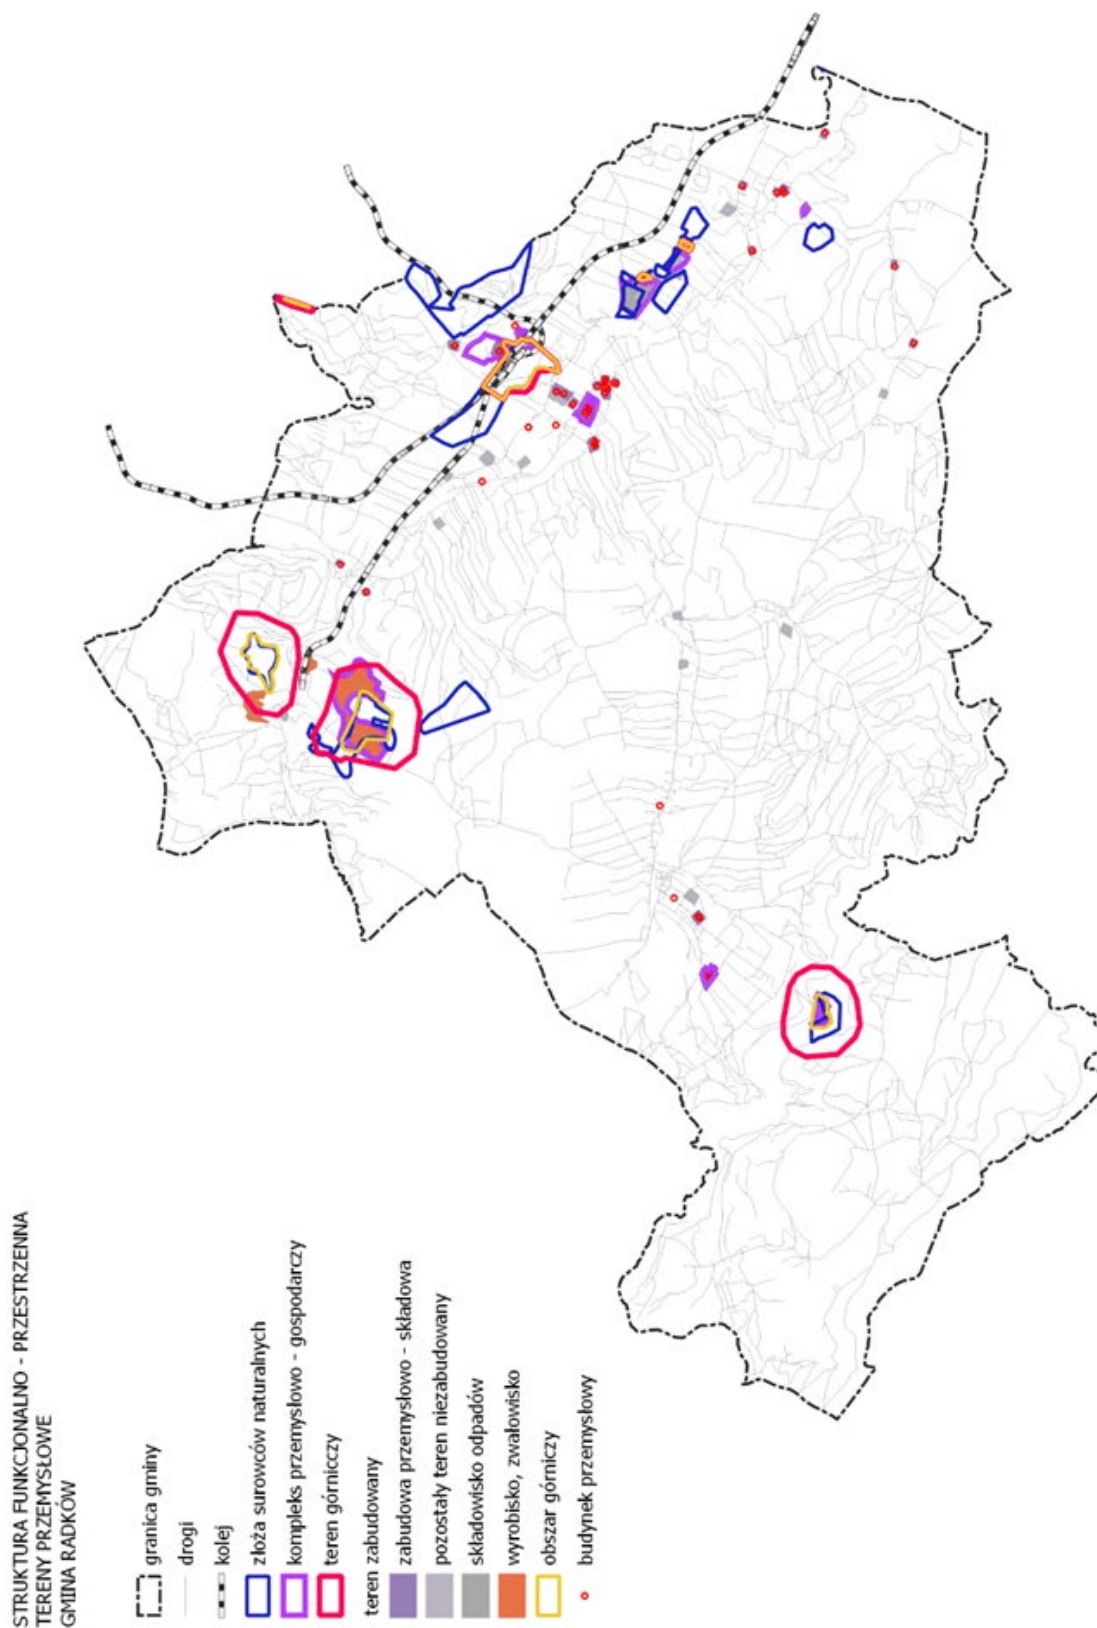 STRUKTURA FUNKCJONALNO - PRZESTRZENNA
TERENY PRZEMYSŁOWE
GMINA RADKÓW
granica gminy
drogi
kolej
złoża surowców naturalnych
kompleks przemysłowo - gospodarczy
teren górnicczy
teren zabudowany
zabudowa przemysłowo - składowa
pozostały teren niezabudowany
składowisko odpadów
wyrobisko, zwałowisko
obszar górniczy
budynek przemysłowy